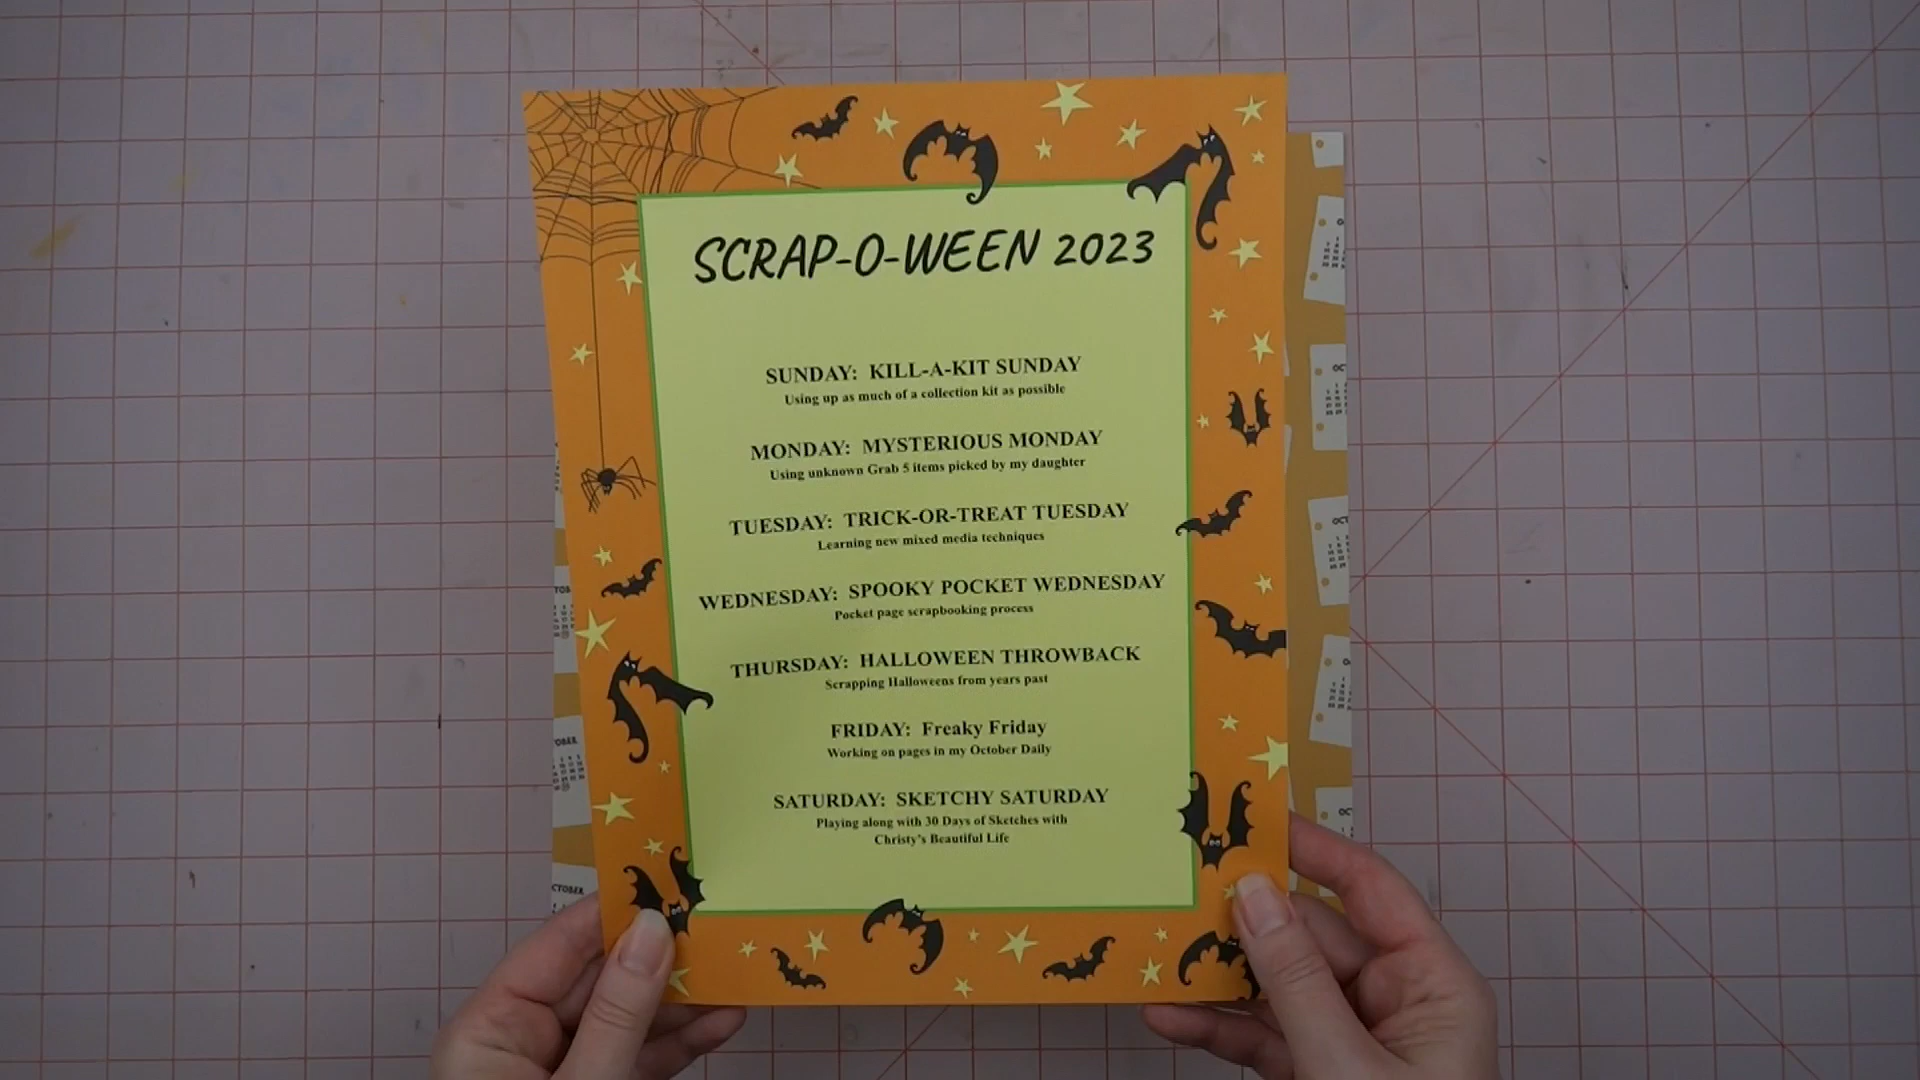 SCRAP-O-WEEN 2023
SUNDAY: KILL-A-KIT SUNDAY
Using up as much of a collection kit as possible
MONDAY: MYSTERIOUS MONDAY
Using unknown Grab 5 items picked by my daughter
TUESDAY: TRICK-OR-TREAT TUESDAY
Learning new mixed media techniques
WEDNESDAY: SPOOKY POCKET WEDNESDAY
Pocket page scrapbooking process
THURSDAY: HALLOWEEN THROWBACK
Scrapping Halloweens from years past
FRIDAY: Freaky Friday
Working on pages in my October Daily
SATURDAY: SKETCHY SATURDAY
Playing along with 30 Days of Sketches with
Christy's Beautiful Life